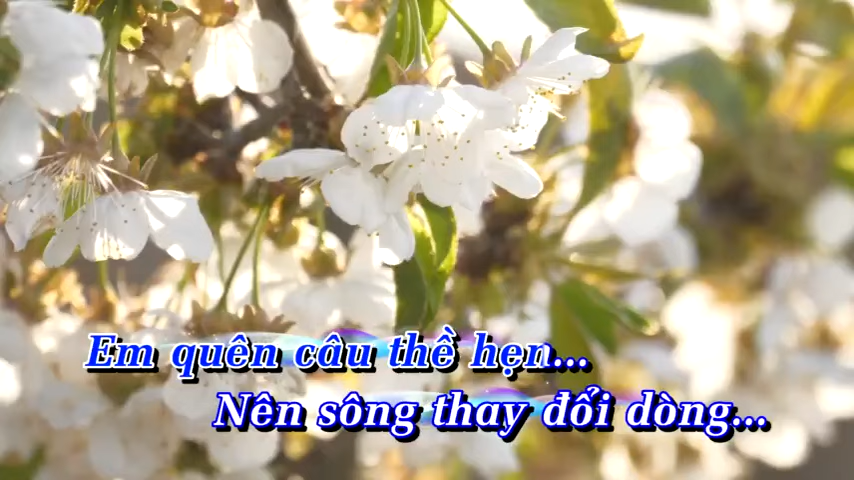 Em quên câu thề hẹn...
Nên sông thay đổi dòng...